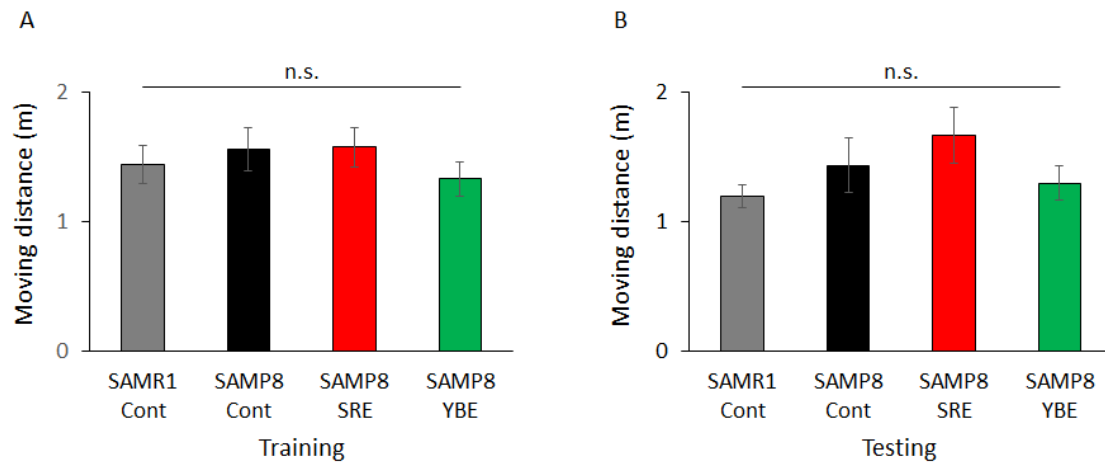 A
n.s.
2
1
0
Moving distance (m)
SAMR1 SAMP8 SAMP8 SAMP8
Cont Cont SRE YBE
Training
B
n.s.
2
1
0
Moving distance (m)
SAMR1 SAMP8 SAMP8 SAMP8
Cont Cont SRE YBE
Testing